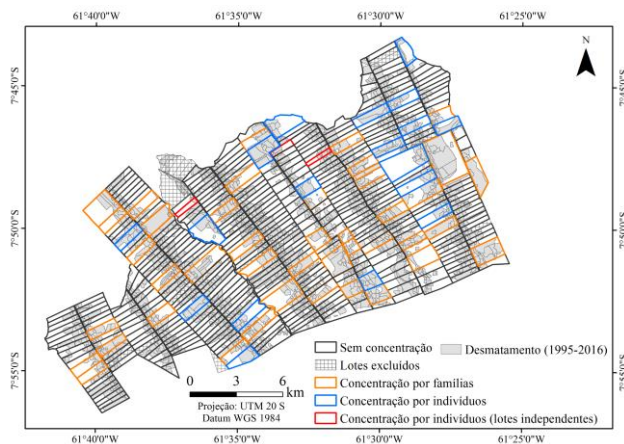 61°40'0"W 61°35'0"W 61°30'0"W 61°25'0"W
N
7°45'0"S 7°45'0"S
7°50'0"S 7°50'0"S
7°55'0"S 7°55'0"S
Sem concentração Desmatamento (1995-2016)
Lotes excluídos
Concentração por famílias
Concentração por indivíduos
Concentração por indivíduos (lotes independentes)
0 3 6
km
Projeção: UTM 20 S
Datum WGS 1984
61°40'0"W 61°35'0"W 61°30'0"W 61°25'0"W